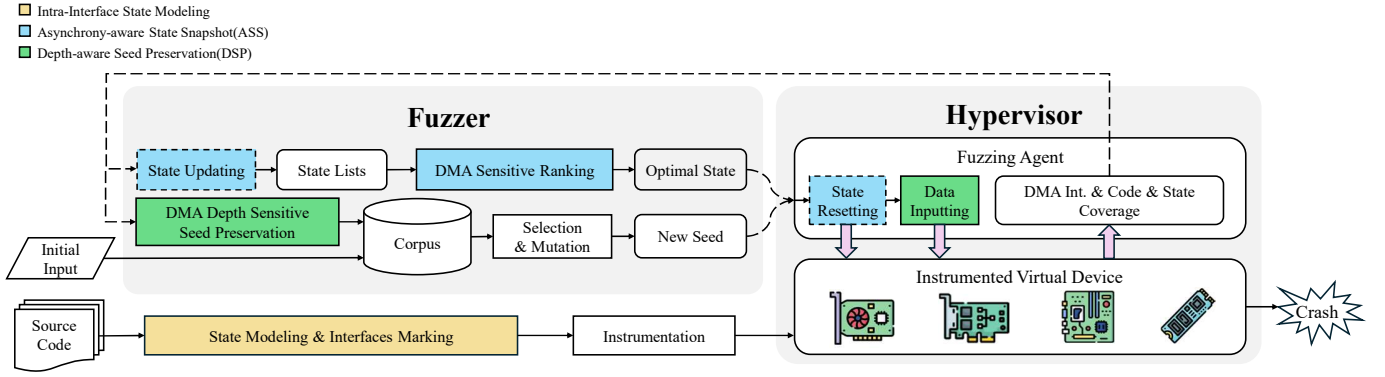 Intra-Interface State Modeling
Asynchrony-aware State Snapshot(ASS)
Depth-aware Seed Preservation(DSP)
Fuzzer
State Updating
State Lists
DMA Sensitive Ranking
Optimal State
DMA Depth Sensitive
Seed Preservation
Corpus
Selection
& Mutation
New Seed
Initial
Input
Source
Code
State Modeling & Interfaces Marking
Instrumentation
Hypervisor
Fuzzing Agent
State
Resetting
Data
Inputting
DMA Int. & Code & State
Coverage
Instrumented Virtual Device
Crash